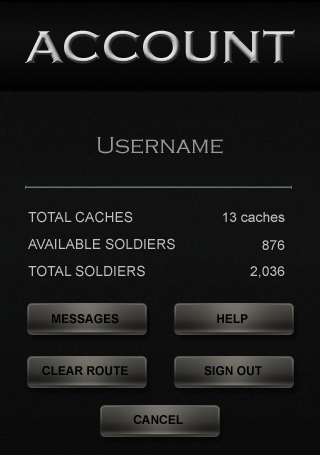 ACCOUNT
USERNAME
TOTAL CACHES 13 caches
AVAILABLE SOLDIERS 876
TOTAL SOLDIERS 2,036
MESSAGES HELP
CLEAR ROUTE SIGN OUT
CANCEL